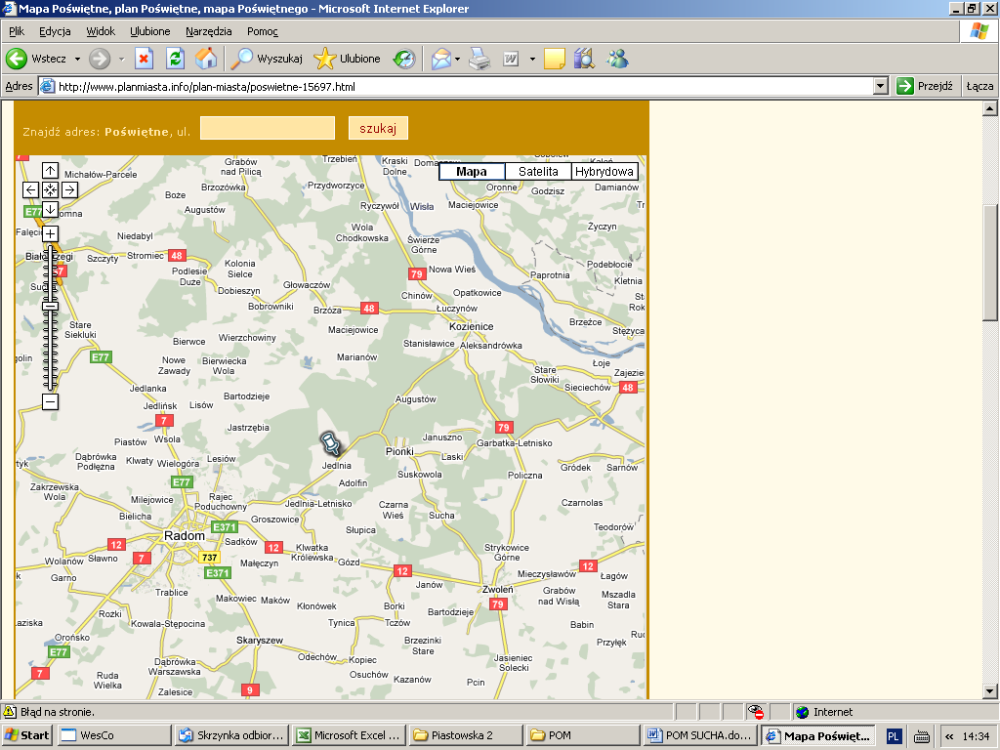 Mapa Poświętne, plan Poświętne, mapa Poświętnego - Microsoft Internet Explorer
Plik Edycja Widok Ulubione Narzędzia Pomoc
Wstecz Wyszukaj Ulubione
Adres http://www.planmiasta.info/plan-miasta/poswietne-15697.html Przejdź Łącza
Znajdź adres: Poświętne, ul. szukaj
Mapa Satelita Hybrydowa
Grabów nad Pilicą
Trzebień
Kraski Dolne
Michałów-Parcele
Brzozówka
Przydworzyce
Oronne
Godzisz
Damianów
Boże
Augustów
Ryczywół
Wisła
Maciejowice
E77
Niedabyl
Wola Chodkowska
Świerże Górne
Życzyn
Szczyty
Stromiec
48
Kolonia Sielce
Nowa Wieś
Podebłocie
7
Podlesie Duże
79
Paprotnia
Kletnia
Dobieszyn
Głowaczów
Chinów
Opatkowice
Bobrowniki
Brzóza
48
Łuczynów
Stare Siekluki
Maciejowice
Kozienice
Brzeźce
Stężyca
Bierwce
Wierzchowiny
Stanisławice
Aleksandrówka
E77
Nowe Zawady
Bierwiecka Wola
Marianów
Łoje
Stare Słowiki
Zajezie
Jedlanka
Sieciechów
48
Jedlińsk
Lisów
Bartodzieje
Augustów
7
Jastrzębia
79
Piastów
Wsola
Januszno
Garbatka-Letnisko
Dąbrówka Podłężna
Klwaty
Wielogóra
Lesiów
Pionki
Laski
Jedlnia
Gródek
Sarnów
Zakrzewska Wola
E77
Adolfin
Suskowola
Policzna
Milejowice
Rajec Poduchowny
Jedlnia-Letnisko
Czarna Wieś
Czarnolas
Bielicha
Groszowice
Sucha
Radom
E371
Słupica
Teodorów
12
Sadków
12
Klwatka Królewska
Strykowice Górne
Wolanów
Sławno
7
737
Małęczyn
Gózd
12
Mieczysławów
12
Łagów
Garno
E371
Janów
Zwoleń
Grabów nad Wisłą
Mszadla Stara
Trablice
Makowiec
Maków
Kłonówek
Borki
Bartodzieje
79
Rożki
Kowala-Stępocina
Tynica
Tczów
Babin
Orońsko
Skaryszew
Brzezinki Stare
Przyłęk
E77
Odechów
Kopiec
Jasieniec Solecki
7
Dąbrówka Warszawska
Osuchów
Kazanów
Pcin
Ruda Wielka
Zalesice
9
Błąd na stronie. Internet
Start WesCo Skrzynka odbior... Microsoft Excel ... Piastowska 2 POM POM SUCHA.do... Mapa Poświęt... PL « 14:34